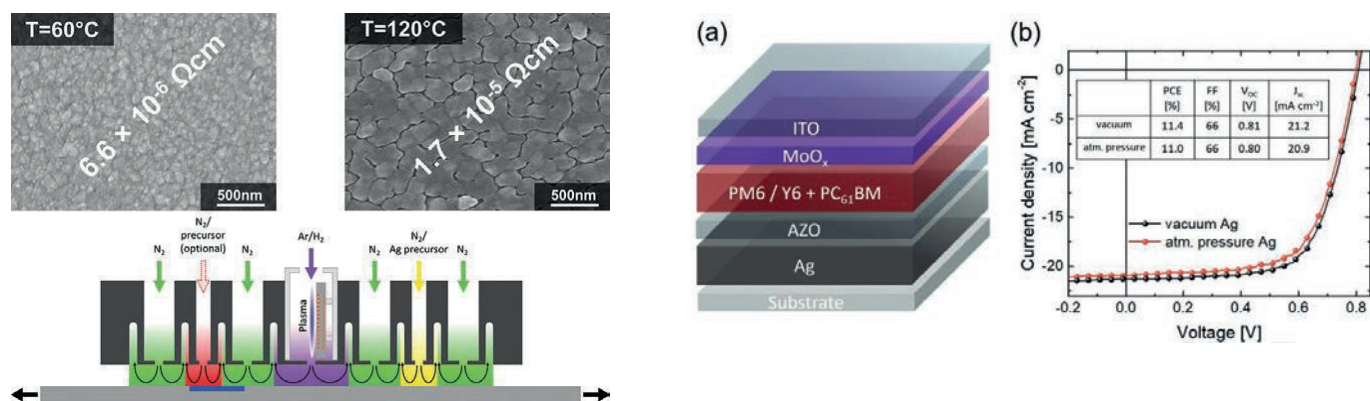 T=60°C
6.6 × 10⁻⁶ Ωcm
500nm
T=120°C
1.7 × 10⁻⁵ Ωcm
500nm
N₂
N₂/
precursor
(optional)
N₂
Ar/H₂
N₂
N₂/
Ag precursor
N₂
Plasma
(a)
ITO
MoOₓ
PM6 / Y6 + PC₆₁BM
AZO
Ag
Substrate
(b)
Current density [mA cm⁻²]
0
-5
-10
-15
-20
PCE [%] FF [%] V_OC [V] J_sc [mA cm⁻²]
vacuum 11.4 66 0.81 21.2
atm. pressure 11.0 66 0.80 20.9
vacuum Ag
atm. pressure Ag
-0.2 0.0 0.2 0.4 0.6 0.8
Voltage [V]